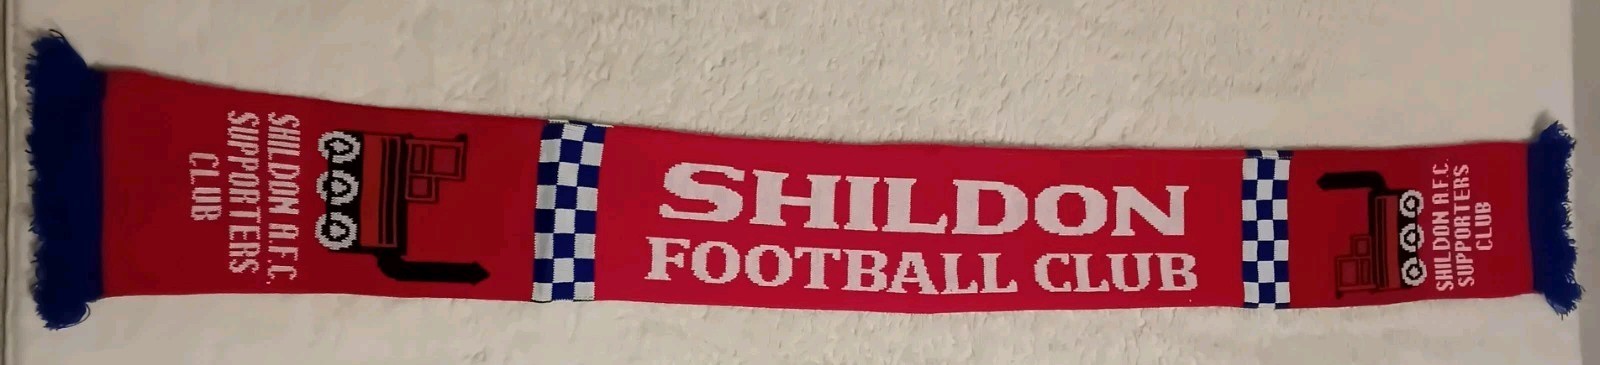 SHILDON A.F.C.
SUPPORTERS
CLUB
SHILDON
FOOTBALL CLUB
SHILDON A.F.C.
SUPPORTERS
CLUB